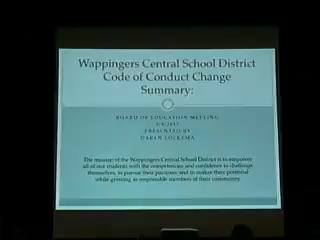 Wappingers Central School District
Code of Conduct Change
Summary:
BOARD OF EDUCATION MEETING
PRESENTED BY
DAREN LOLKEMA
The mission of the Wappingers Central School District is to empower
all of our students with the competencies and confidence to challenge
themselves, to pursue their passions, and to realize their potential
while growing as responsible members of their community.